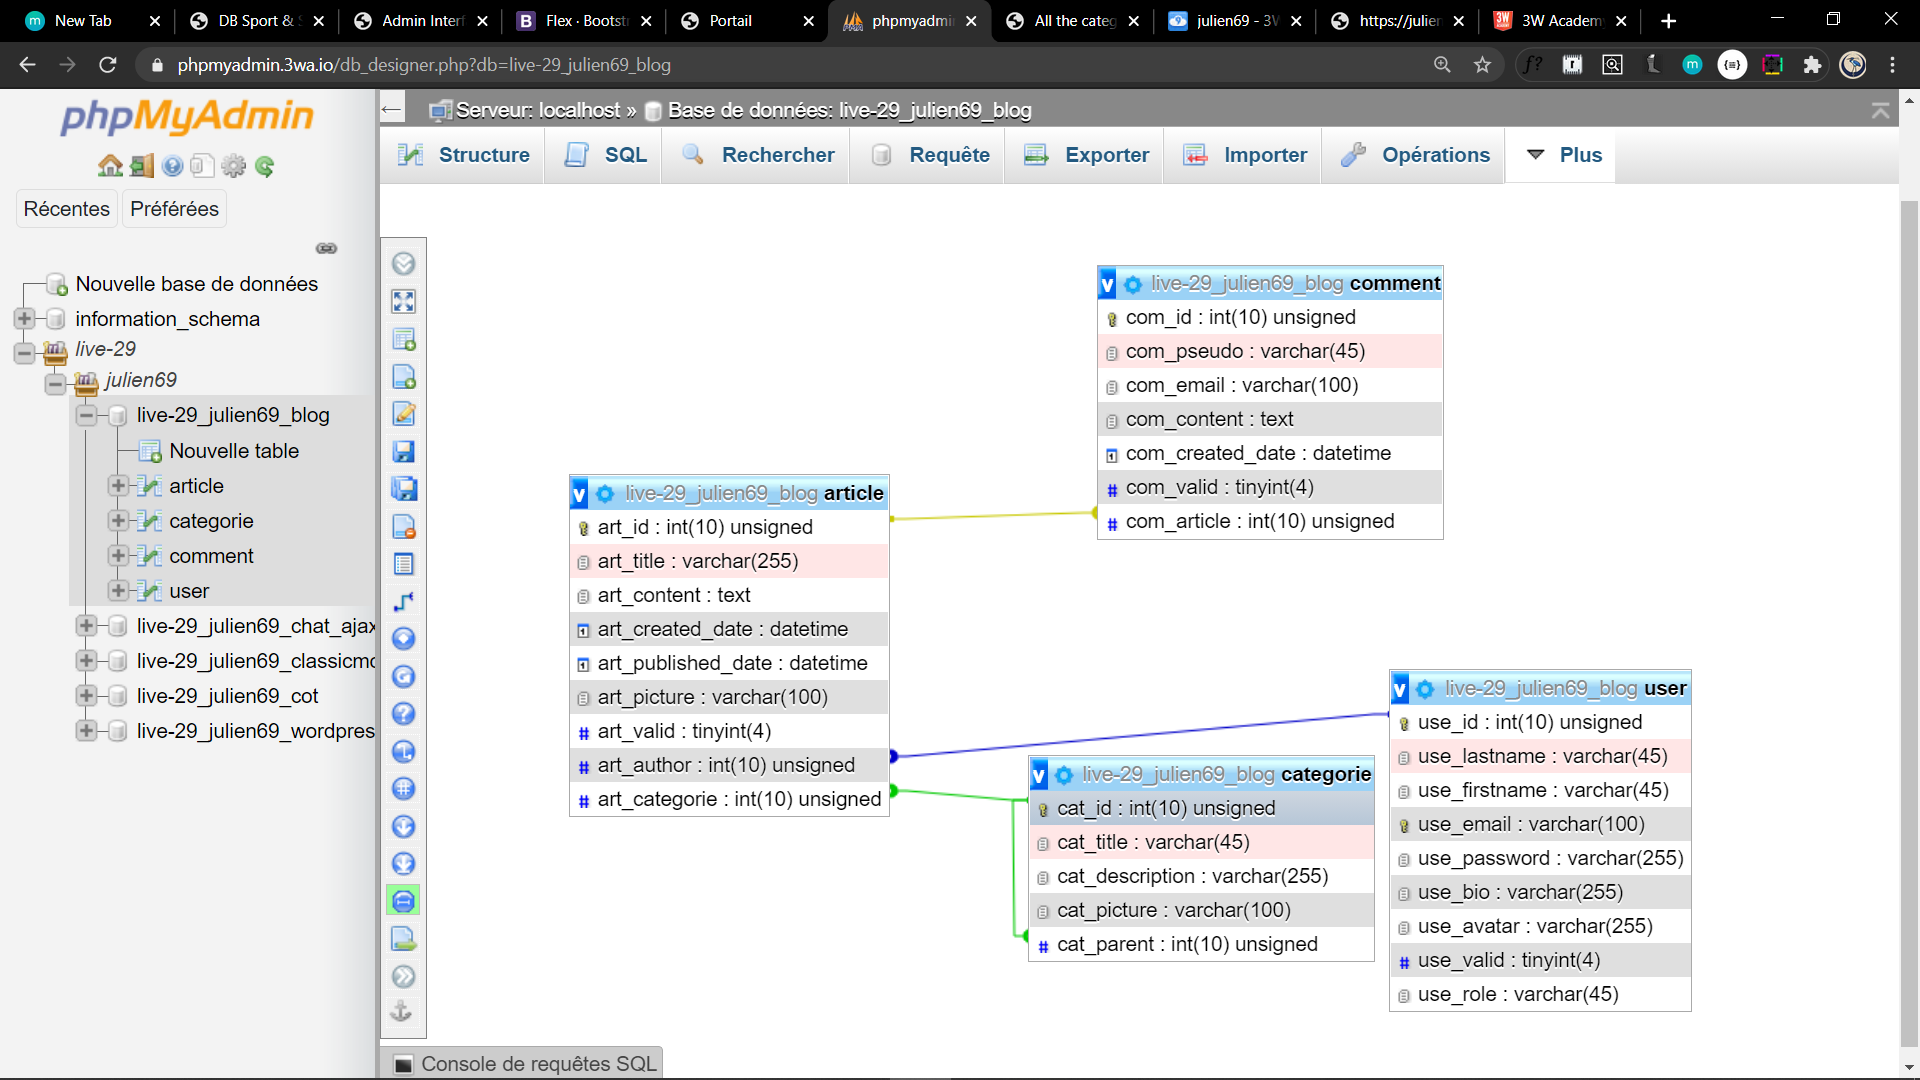 New Tab
DB Sport &
Admin Interf
Flex · Bootst
Portail
phpmyadmi
All the categ
julien69 - 3W
https://julien
3W Academ
phpmyadmin.3wa.io/db_designer.php?db=live-29_julien69_blog
phpMyAdmin
Récentes
Préférées
Nouvelle base de données
information_schema
live-29
julien69
live-29_julien69_blog
Nouvelle table
article
categorie
comment
user
live-29_julien69_chat_ajax
live-29_julien69_classicmo
live-29_julien69_cot
live-29_julien69_wordpres
Serveur: localhost » Base de données: live-29_julien69_blog
Structure
SQL
Rechercher
Requête
Exporter
Importer
Opérations
Plus
v live-29_julien69_blog comment
com_id : int(10) unsigned
com_pseudo : varchar(45)
com_email : varchar(100)
com_content : text
com_created_date : datetime
# com_valid : tinyint(4)
# com_article : int(10) unsigned
v live-29_julien69_blog article
art_id : int(10) unsigned
art_title : varchar(255)
art_content : text
art_created_date : datetime
art_published_date : datetime
art_picture : varchar(100)
# art_valid : tinyint(4)
# art_author : int(10) unsigned
# art_categorie : int(10) unsigned
v live-29_julien69_blog user
use_id : int(10) unsigned
use_lastname : varchar(45)
use_firstname : varchar(45)
use_email : varchar(100)
use_password : varchar(255)
use_bio : varchar(255)
use_avatar : varchar(255)
# use_valid : tinyint(4)
use_role : varchar(45)
v live-29_julien69_blog categorie
cat_id : int(10) unsigned
cat_title : varchar(45)
cat_description : varchar(255)
cat_picture : varchar(100)
# cat_parent : int(10) unsigned
Console de requêtes SQL